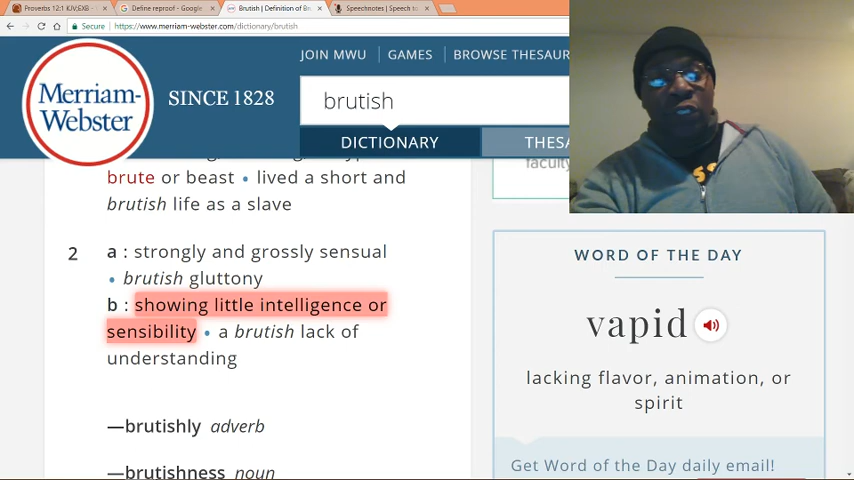 Proverbs 12:1 KJV;EXB -
Define reproof - Google
Brutish | Definition of Br
Speechnotes | Speech to
Secure
https://www.merriam-webster.com/dictionary/brutish
JOIN MWU GAMES BROWSE THESAUR
Merriam-
Webster
SINCE 1828
brutish
DICTIONARY
THESA
brute or beast • lived a short and
brutish life as a slave
faculty
2 a : strongly and grossly sensual
• brutish gluttony
b : showing little intelligence or
sensibility • a brutish lack of
understanding
—brutishly adverb
—brutishness noun
WORD OF THE DAY
vapid
lacking flavor, animation, or
spirit
Get Word of the Day daily email!